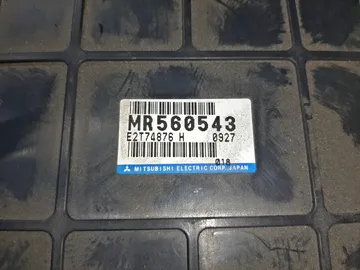 MR560543
E2T74876 H 0927
018
MITSUBISHI ELECTRIC CORP. JAPAN